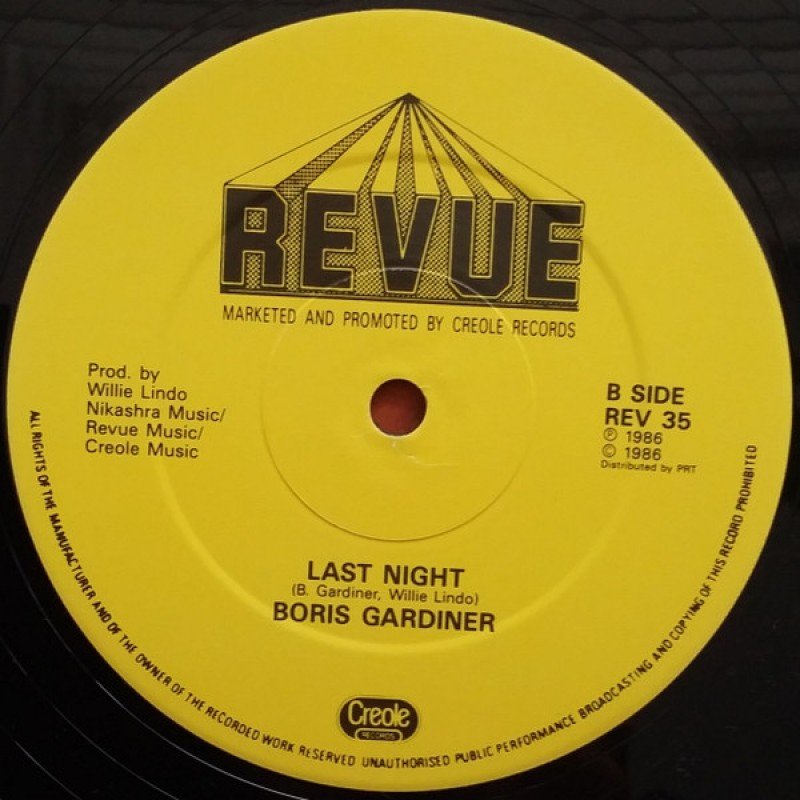 REVUE
MARKETED AND PROMOTED BY CREOLE RECORDS
Prod. by
Willie Lindo
Nikashra Music/
Revue Music/
Creole Music
B SIDE
REV 35
℗ 1986
© 1986
Distributed by PRT
LAST NIGHT
(B. Gardiner, Willie Lindo)
BORIS GARDINER
Creole
RECORDS
ALL RIGHTS OF THE MANUFACTURER AND OF THE OWNER OF THE RECORDED WORK RESERVED UNAUTHORISED PUBLIC PERFORMANCE BROADCASTING AND COPYING OF THIS RECORD PROHIBITED